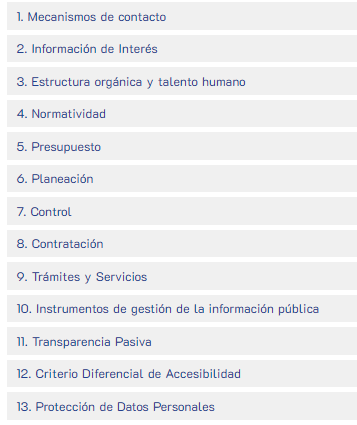 1. Mecanismos de contacto
2. Información de Interés
3. Estructura orgánica y talento humano
4. Normatividad
5. Presupuesto
6. Planeación
7. Control
8. Contratación
9. Trámites y Servicios
10. Instrumentos de gestión de la información pública
11. Transparencia Pasiva
12. Criterio Diferencial de Accesibilidad
13. Protección de Datos Personales